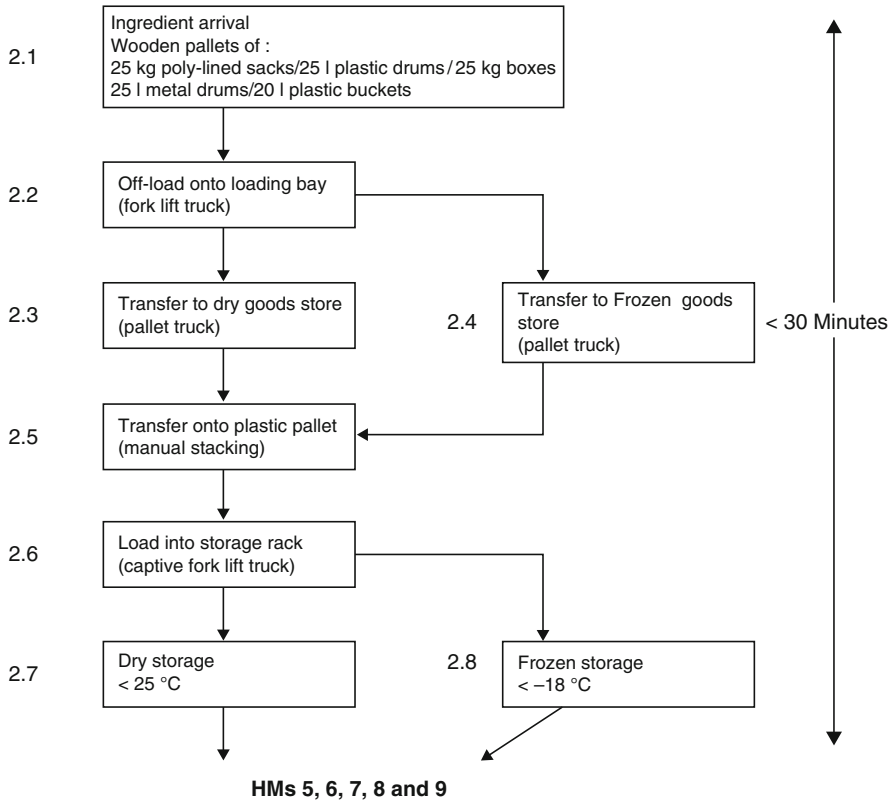 2.1
Ingredient arrival
Wooden pallets of :
25 kg poly-lined sacks/25 l plastic drums/25 kg boxes
25 l metal drums/20 l plastic buckets
2.2
Off-load onto loading bay
(fork lift truck)
2.3
Transfer to dry goods store
(pallet truck)
2.4
Transfer to Frozen goods
store
(pallet truck)
< 30 Minutes
2.5
Transfer onto plastic pallet
(manual stacking)
2.6
Load into storage rack
(captive fork lift truck)
2.7
Dry storage
< 25 °C
2.8
Frozen storage
< –18 °C
HMs 5, 6, 7, 8 and 9